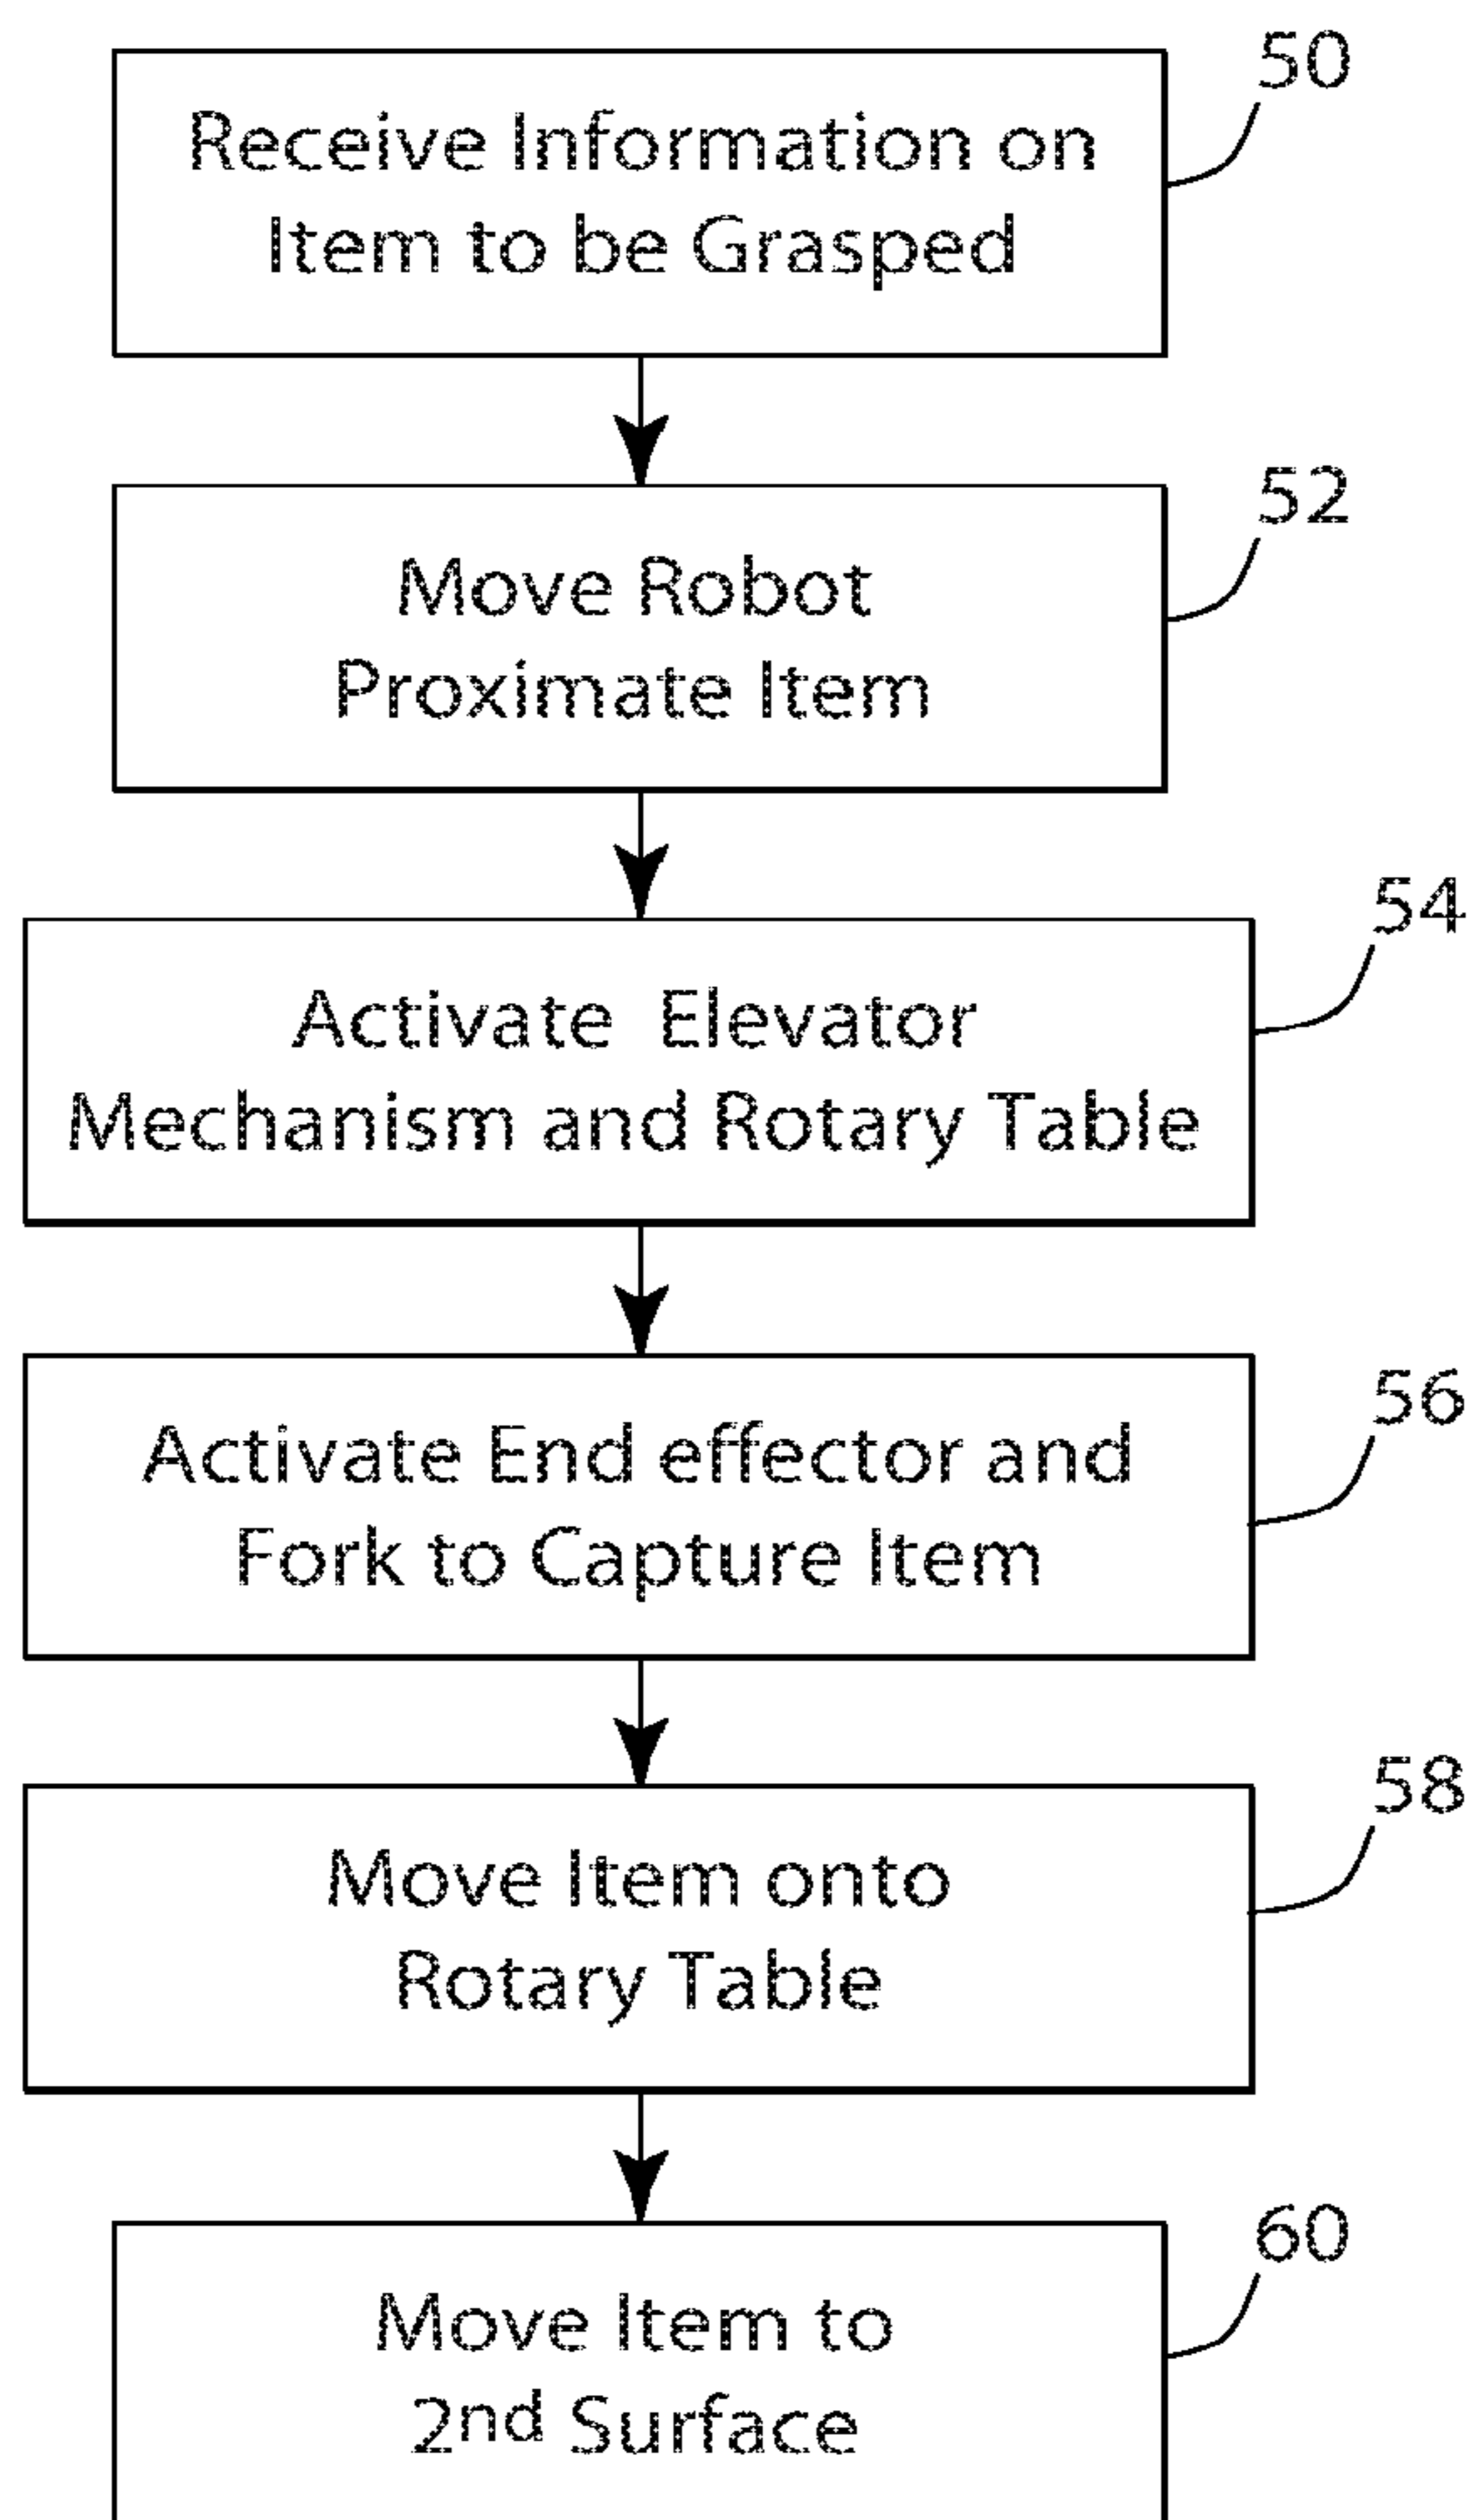 50
Receive Information on
Item to be Grasped
52
Move Robot
Proximate Item
54
Activate Elevator
Mechanism and Rotary Table
56
Activate End effector and
Fork to Capture Item
58
Move Item onto
Rotary Table
60
Move Item to
2nd Surface